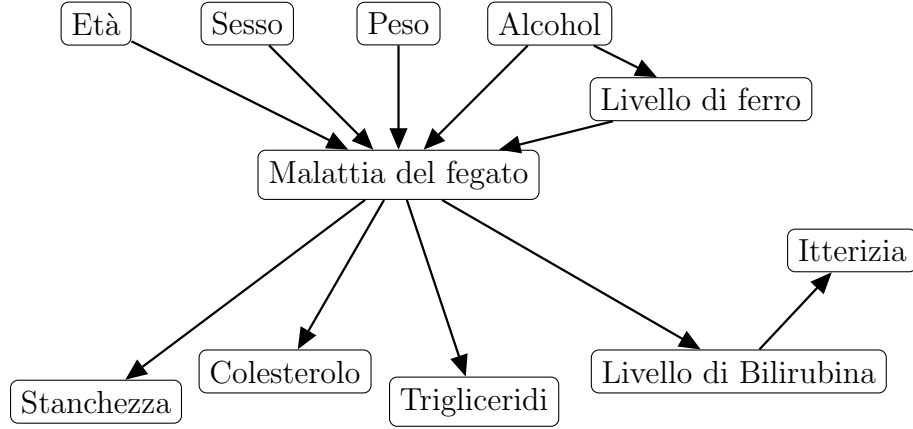 Età
Sesso
Peso
Alcohol
Livello di ferro
Malattia del fegato
Itterizia
Stanchezza
Colesterolo
Trigliceridi
Livello di Bilirubina